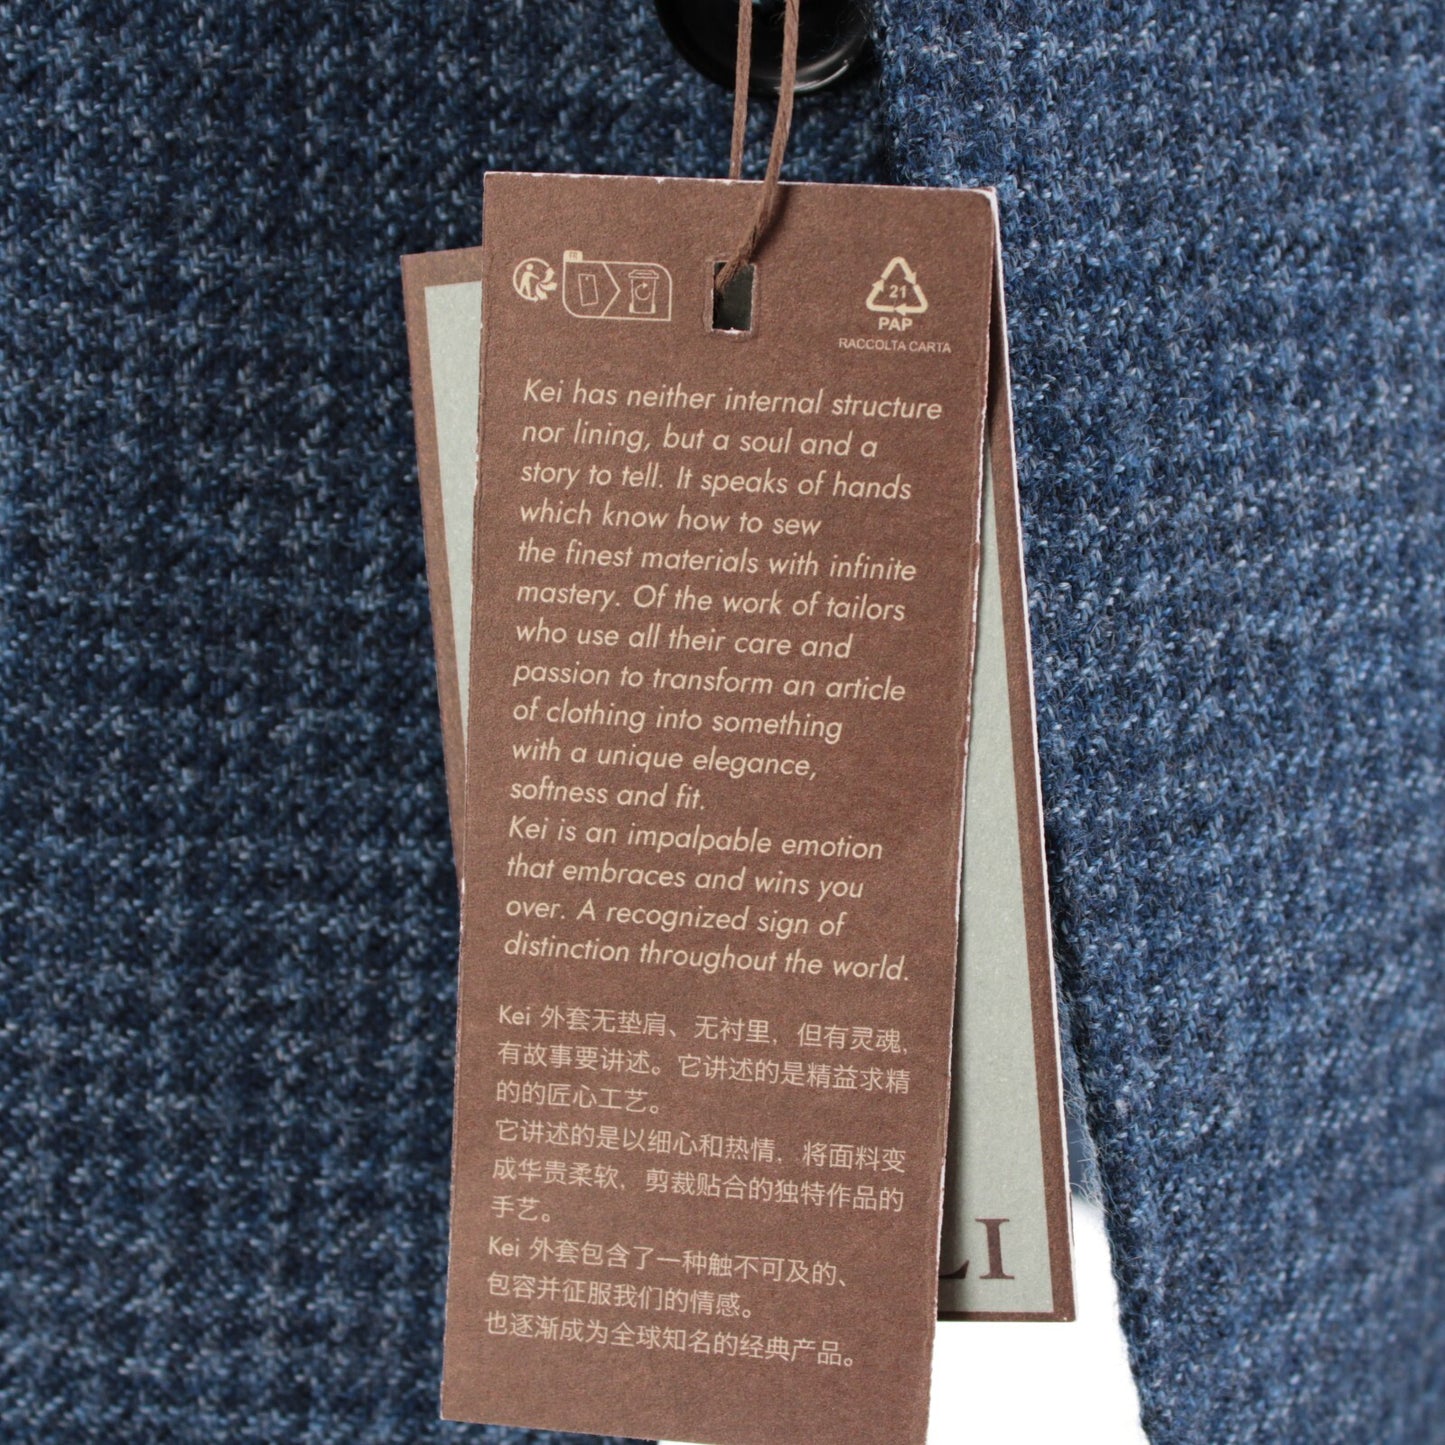 FR
21
PAP
RACCOLTA CARTA
Kei has neither internal structure
nor lining, but a soul and a
story to tell. It speaks of hands
which know how to sew
the finest materials with infinite
mastery. Of the work of tailors
who use all their care and
passion to transform an article
of clothing into something
with a unique elegance,
softness and fit.
Kei is an impalpable emotion
that embraces and wins you
over. A recognized sign of
distinction throughout the world.
Kei 外套无垫肩、无衬里，但有灵魂，
有故事要讲述。它讲述的是精益求精
的的匠心工艺。
它讲述的是以细心和热情，将面料变
成华贵柔软，剪裁贴合的独特作品的
手艺。
Kei 外套包含了一种触不可及的、
包容并征服我们的情感。
也逐渐成为全球知名的经典产品。
LI